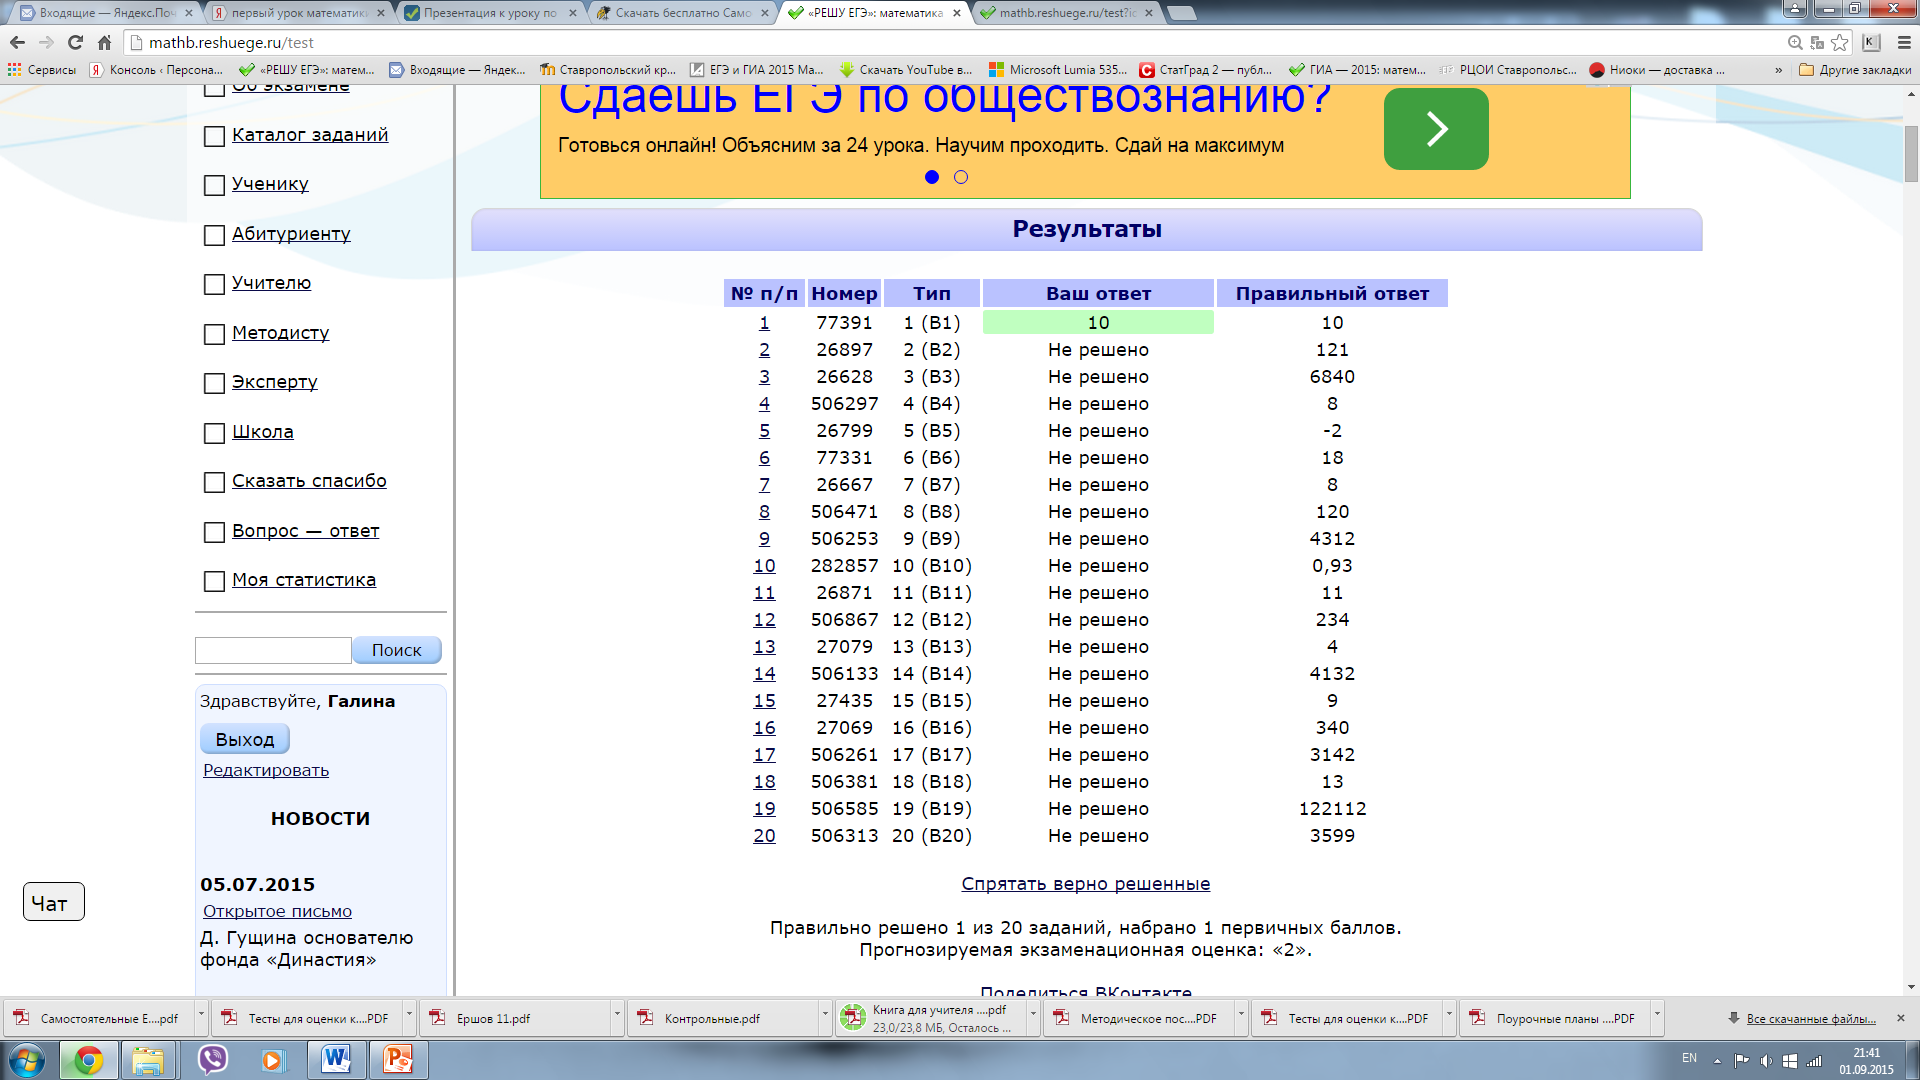 Входящие — Яндекс.Поч
первый урок математики
Презентация к уроку по
Скачать бесплатно Само
«РЕШУ ЕГЭ»: математика
mathb.reshuege.ru/test?id
mathb.reshuege.ru/test
Сервисы
Консоль ‹ Персона...
«РЕШУ ЕГЭ»: матем...
Входящие — Яндек...
Ставропольский кр...
ЕГЭ и ГИА 2015 Ма...
Скачать YouTube в...
Microsoft Lumia 535...
СтатГрад 2 — публ...
ГИА — 2015: матем...
РЦОИ Ставропольс...
Ниоки — доставка ...
»
Другие закладки
Об экзамене
Каталог заданий
Ученику
Абитуриенту
Учителю
Методисту
Эксперту
Школа
Сказать спасибо
Вопрос — ответ
Моя статистика
Поиск
Здравствуйте, Галина
Выход
Редактировать
НОВОСТИ
05.07.2015
Открытое письмо
Д. Гущина основателю
фонда «Династия»
Чат
Сдаешь ЕГЭ по обществознанию?
Готовься онлайн! Объясним за 24 урока. Научим проходить. Сдай на максимум
Результаты
№ п/п Номер Тип Ваш ответ Правильный ответ
1 77391 1 (B1) 10 10
2 26897 2 (B2) Не решено 121
3 26628 3 (B3) Не решено 6840
4 506297 4 (B4) Не решено 8
5 26799 5 (B5) Не решено -2
6 77331 6 (B6) Не решено 18
7 26667 7 (B7) Не решено 8
8 506471 8 (B8) Не решено 120
9 506253 9 (B9) Не решено 4312
10 282857 10 (B10) Не решено 0,93
11 26871 11 (B11) Не решено 11
12 506867 12 (B12) Не решено 234
13 27079 13 (B13) Не решено 4
14 506133 14 (B14) Не решено 4132
15 27435 15 (B15) Не решено 9
16 27069 16 (B16) Не решено 340
17 506261 17 (B17) Не решено 3142
18 506381 18 (B18) Не решено 13
19 506585 19 (B19) Не решено 122112
20 506313 20 (B20) Не решено 3599
Спрятать верно решенные
Правильно решено 1 из 20 заданий, набрано 1 первичных баллов.
Прогнозируемая экзаменационная оценка: «2».
Поделиться ВКонтакте
Самостоятельные Е....pdf
Тесты для оценки к....PDF
Ершов 11.pdf
Контрольные.pdf
Книга для учителя ....pdf
23,0/23,8 МБ, Осталось ...
Методическое пос....PDF
Тесты для оценки к....PDF
Поурочные планы ....PDF
Все скачанные файлы...
EN
21:41
01.09.2015